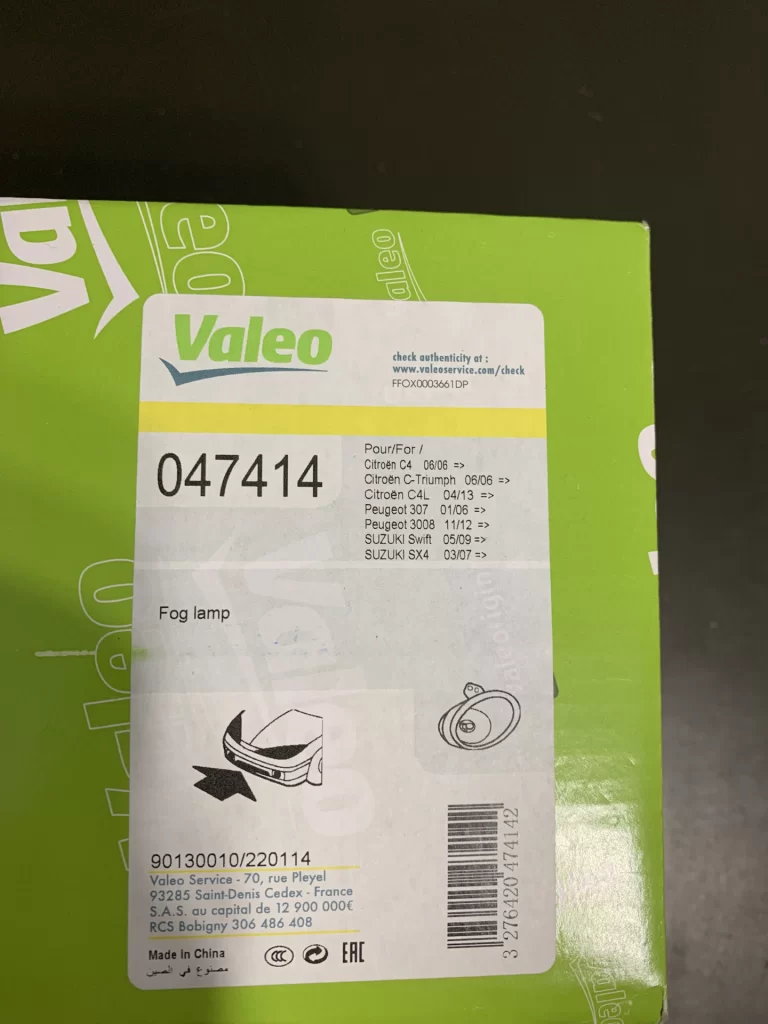 Valeo
check authenticity at :
www.valeoservice.com/check
FFOX0003661DP
047414
Pour/For /
Citroën C4 06/06 =>
Citroën C-Triumph 06/06 =>
Citroën C4L 04/13 =>
Peugeot 307 01/06 =>
Peugeot 3008 11/12 =>
SUZUKI Swift 05/09 =>
SUZUKI SX4 03/07 =>
Fog lamp
90130010/220114
Valeo Service - 70, rue Pleyel
93285 Saint-Denis Cedex - France
S.A.S. au capital de 12 900 000€
RCS Bobigny 306 486 408
Made In China
مصنوع في الصين
CCC
EAC
3 276420 474142